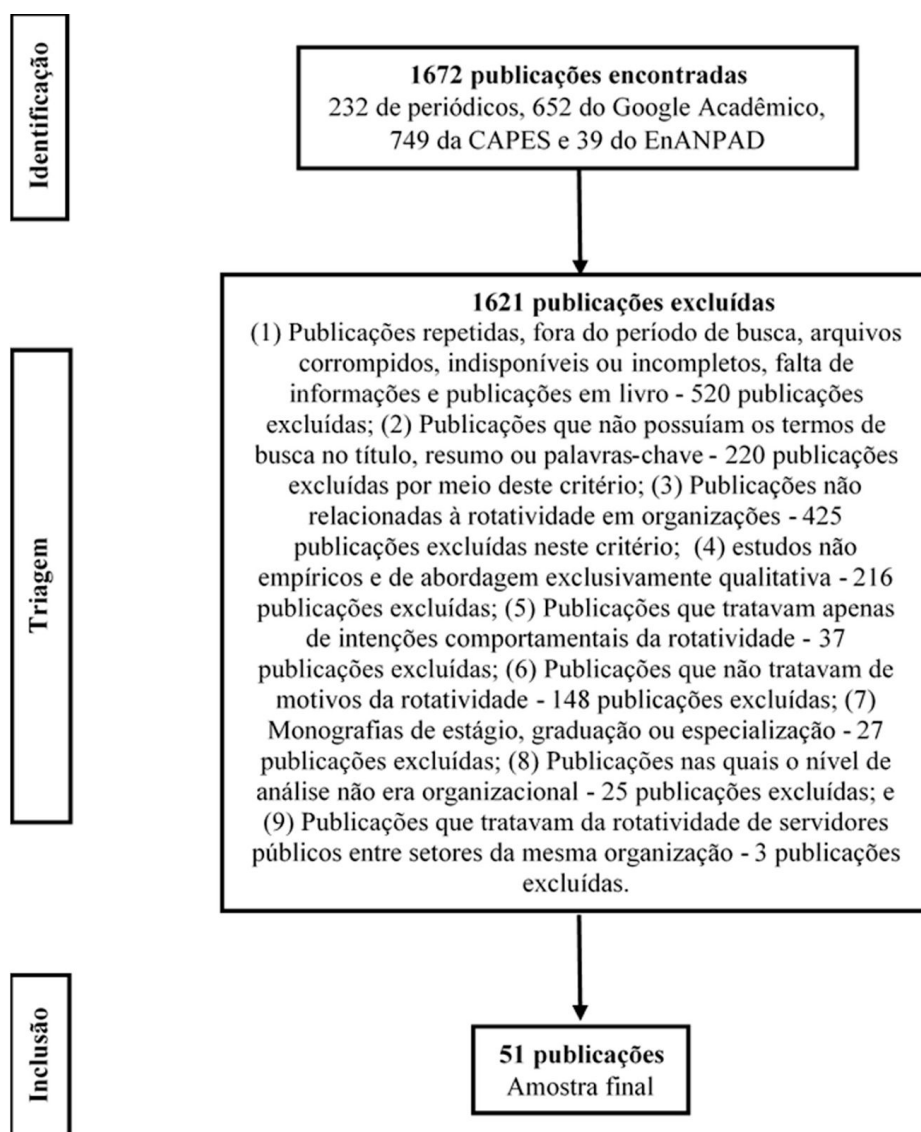 Identificação
1672 publicações encontradas
232 de periódicos, 652 do Google Acadêmico,
749 da CAPES e 39 do EnANPAD
Triagem
1621 publicações excluídas
(1) Publicações repetidas, fora do período de busca, arquivos
corrompidos, indisponíveis ou incompletos, falta de
informações e publicações em livro - 520 publicações
excluídas; (2) Publicações que não possuíam os termos de
busca no título, resumo ou palavras-chave - 220 publicações
excluídas por meio deste critério; (3) Publicações não
relacionadas à rotatividade em organizações - 425
publicações excluídas neste critério; (4) estudos não
empíricos e de abordagem exclusivamente qualitativa - 216
publicações excluídas; (5) Publicações que tratavam apenas
de intenções comportamentais da rotatividade - 37
publicações excluídas; (6) Publicações que não tratavam de
motivos da rotatividade - 148 publicações excluídas; (7)
Monografias de estágio, graduação ou especialização - 27
publicações excluídas; (8) Publicações nas quais o nível de
análise não era organizacional - 25 publicações excluídas; e
(9) Publicações que tratavam da rotatividade de servidores
públicos entre setores da mesma organização - 3 publicações
excluídas.
Inclusão
51 publicações
Amostra final